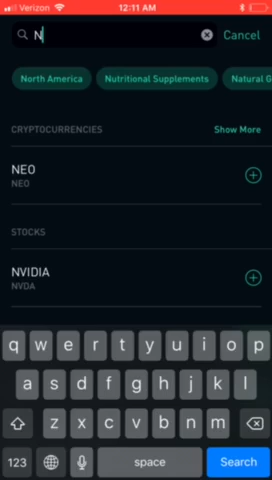 Verizon 12:11 AM
N Cancel
North America Nutritional Supplements Natural G
CRYPTOCURRENCIES Show More
NEO
NEO
STOCKS
NVIDIA
NVDA
q w e r t y u i o p
a s d f g h j k l
z x c v b n m
123 space Search